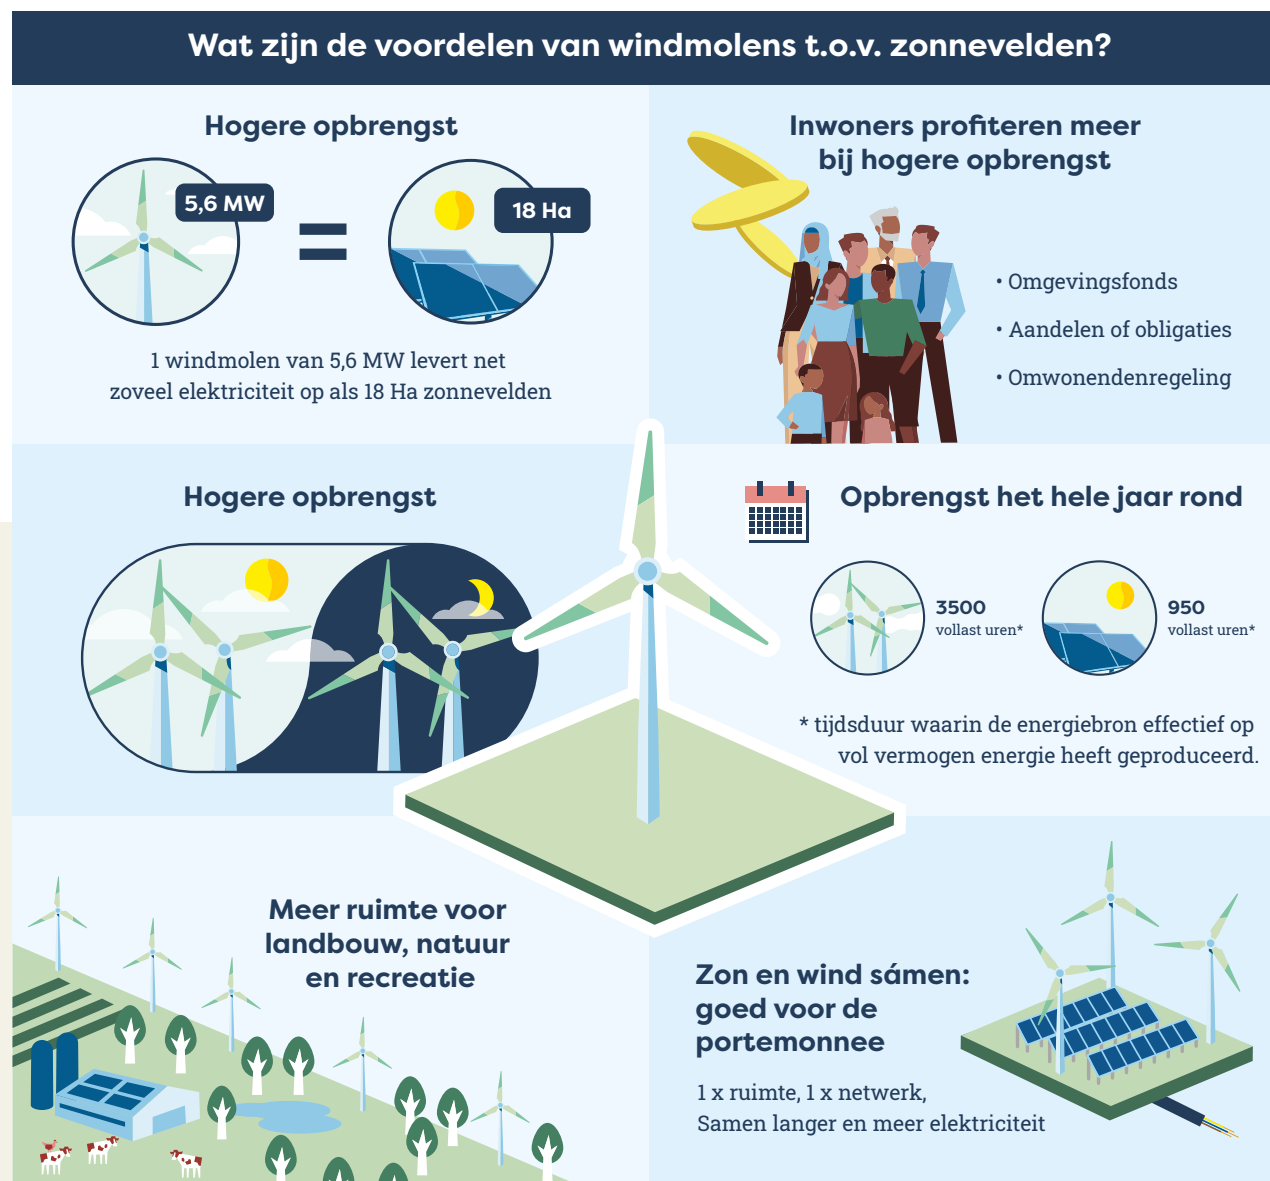 Wat zijn de voordelen van windmolens t.o.v. zonnevelden?
Hogere opbrengst
5,6 MW
=
18 Ha
1 windmolen van 5,6 MW levert net
zoveel elektriciteit op als 18 Ha zonnevelden
Inwoners profiteren meer
bij hogere opbrengst
• Omgevingsfonds
• Aandelen of obligaties
• Omwonendenregeling
Hogere opbrengst
Opbrengst het hele jaar rond
3500
vollast uren*
950
vollast uren*
* tijdsduur waarin de energiebron effectief op
vol vermogen energie heeft geproduceerd.
Meer ruimte voor
landbouw, natuur
en recreatie
Zon en wind sámen:
goed voor de
portemonnee
1 x ruimte, 1 x netwerk,
Samen langer en meer elektriciteit